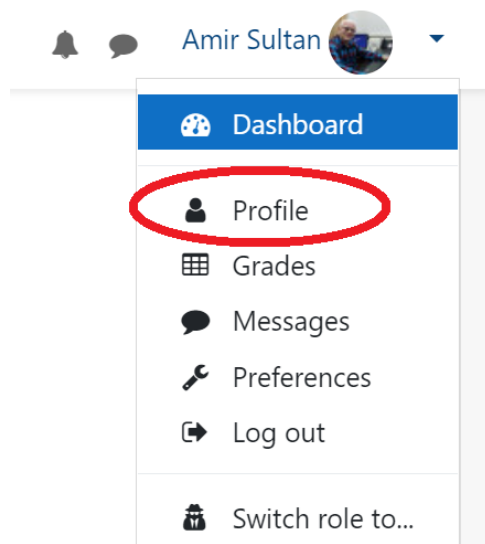 Amir Sultan
Dashboard
Profile
Grades
Messages
Preferences
Log out
Switch role to...